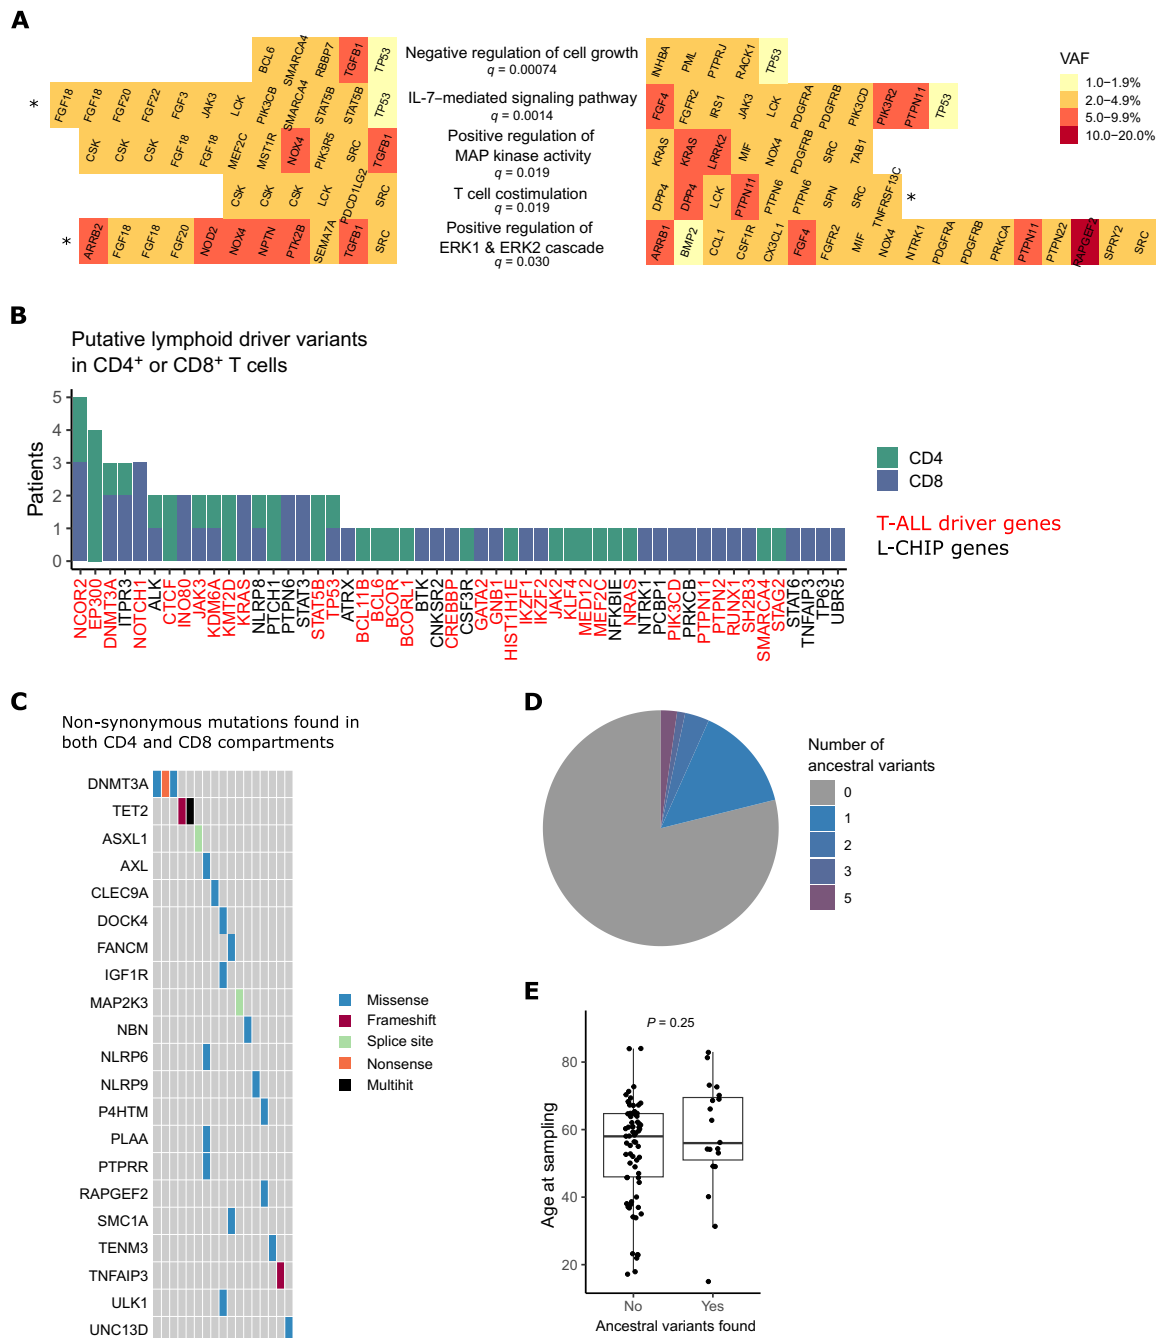 A
BCL6 SMARCA4 RBBP7 TGFB1 TP53
Negative regulation of cell growth
q = 0.00074
INHBA PML PTPRJ RACK1 TP53
* FGF18 FGF18 FGF20 FGF22 FGF3 JAK3 LCK PIK3CB SMARCA4 STAT5B STAT5B TP53
IL-7–mediated signaling pathway
q = 0.0014
FGF4 FGFR2 IRS1 JAK3 LCK PDGFRA PDGFRB PIK3CD PIK3R2 PTPN11 TP53
CSK CSK CSK FGF18 FGF18 MEF2C MST1R NOX4 PIK3R5 SRC TGFB1
Positive regulation of
MAP kinase activity
q = 0.019
KRAS KRAS LRRK2 MIF NOX4 PDGFRB SRC TAB1
CSK CSK CSK LCK PDCD1LG2 SRC
T cell costimulation
q = 0.019
DPP4 DPP4 LCK PTPN11 PTPN6 PTPN6 SPN SRC TNFRSF13C *
* ARRB2 FGF18 FGF18 FGF20 NOD2 NOX4 NPTN PTK2B SEMA7A TGFB1 SRC
Positive regulation of
ERK1 & ERK2 cascade
q = 0.030
ARRB1 BMP2 CCL1 CSF1R CX3CL1 FGF4 FGFR2 MIF NOX4 NTRK1 PDGFRA PDGFRB PRKCA PTPN11 PTPN22 RAPGEF2 SPRY2 SRC
VAF
1.0–1.9%
2.0–4.9%
5.0–9.9%
10.0–20.0%
B
Putative lymphoid driver variants
in CD4+ or CD8+ T cells
Patients
5
4
3
2
1
0
NCOR2 EP300 DNMT3A ITPR3 NOTCH1 ALK CTCF INO80 JAK3 KDM6A KMT2D KRAS NLRP8 PTCH1 PTPN6 STAT3 STAT5B TP53 ATRX BCL11B BCL6 BCOR BCORL1 BTK CNKSR2 CREBBP CSF3R GATA2 GNB1 HIST1H1E IKZF1 IKZF2 JAK2 KLF4 MED12 MEF2C NFKBIE NRAS NTRK1 PCBP1 PIK3CD PRKCB PTPN11 PTPN2 RUNX1 SH2B3 SMARCA4 STAG2 STAT6 TNFAIP3 TP63 UBR5
CD4
CD8
T-ALL driver genes
L-CHIP genes
C
Non-synonymous mutations found in
both CD4 and CD8 compartments
DNMT3A
TET2
ASXL1
AXL
CLEC9A
DOCK4
FANCM
IGF1R
MAP2K3
NBN
NLRP6
NLRP9
P4HTM
PLAA
PTPRR
RAPGEF2
SMC1A
TENM3
TNFAIP3
ULK1
UNC13D
Missense
Frameshift
Splice site
Nonsense
Multihit
D
Number of
ancestral variants
0
1
2
3
5
E
P = 0.25
Age at sampling
80
60
40
20
No Yes
Ancestral variants found